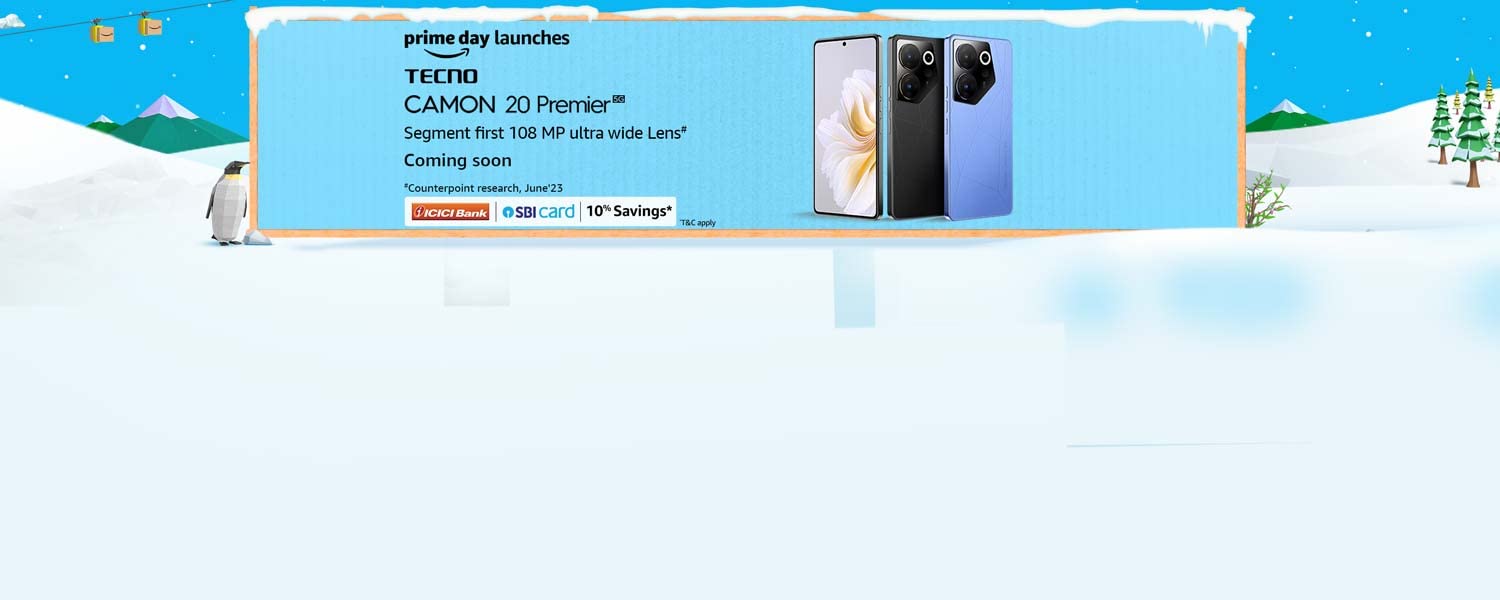 prime day launches
TECNO
CAMON 20 Premier 5G
Segment first 108 MP ultra wide Lens#
Coming soon
#Counterpoint research, June'23
ICICI Bank | SBI card | 10% Savings*
*T&C apply